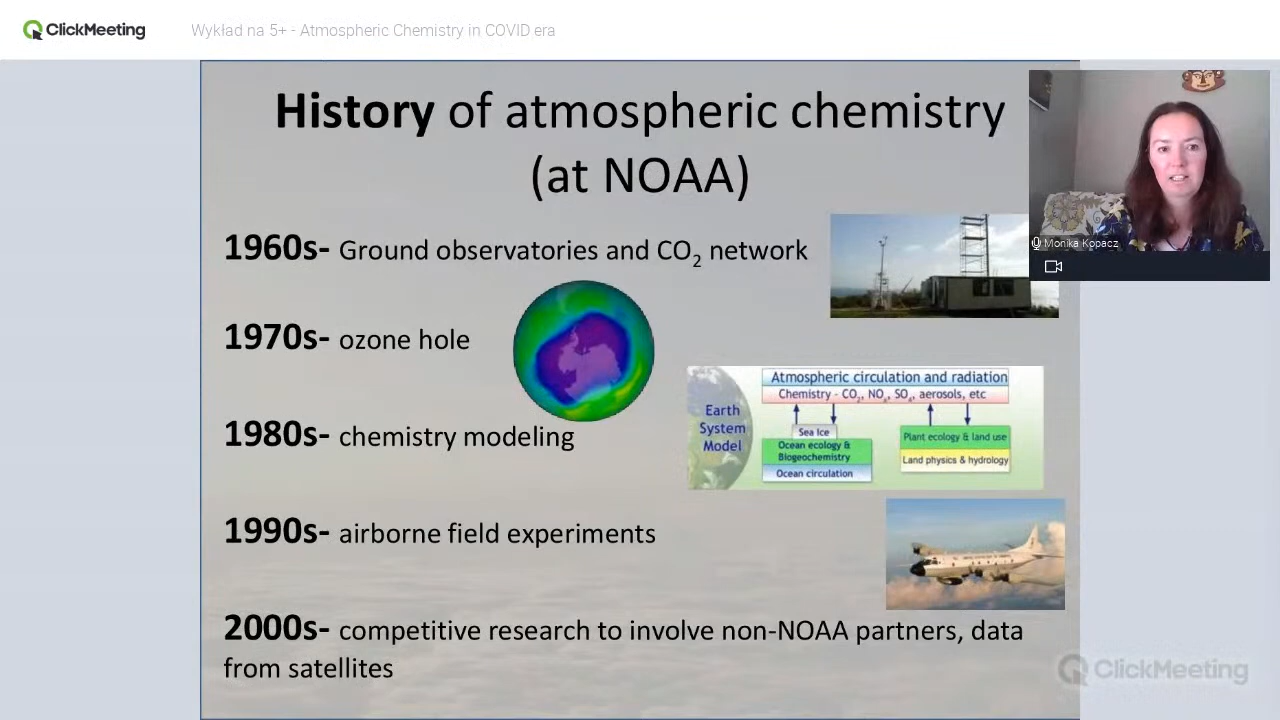 ClickMeeting
Wykład na 5+ - Atmospheric Chemistry in COVID era
History of atmospheric chemistry
(at NOAA)
1960s- Ground observatories and CO2 network
Monika Kopacz
1970s- ozone hole
Earth
System
Model
Atmospheric circulation and radiation
Chemistry - CO2, NOx, SO4, aerosols, etc
Sea Ice
Ocean ecology &
Biogeochemistry
Ocean circulation
Plant ecology & land use
Land physics & hydrology
1980s- chemistry modeling
1990s- airborne field experiments
2000s- competitive research to involve non-NOAA partners, data
from satellites
ClickMeeting